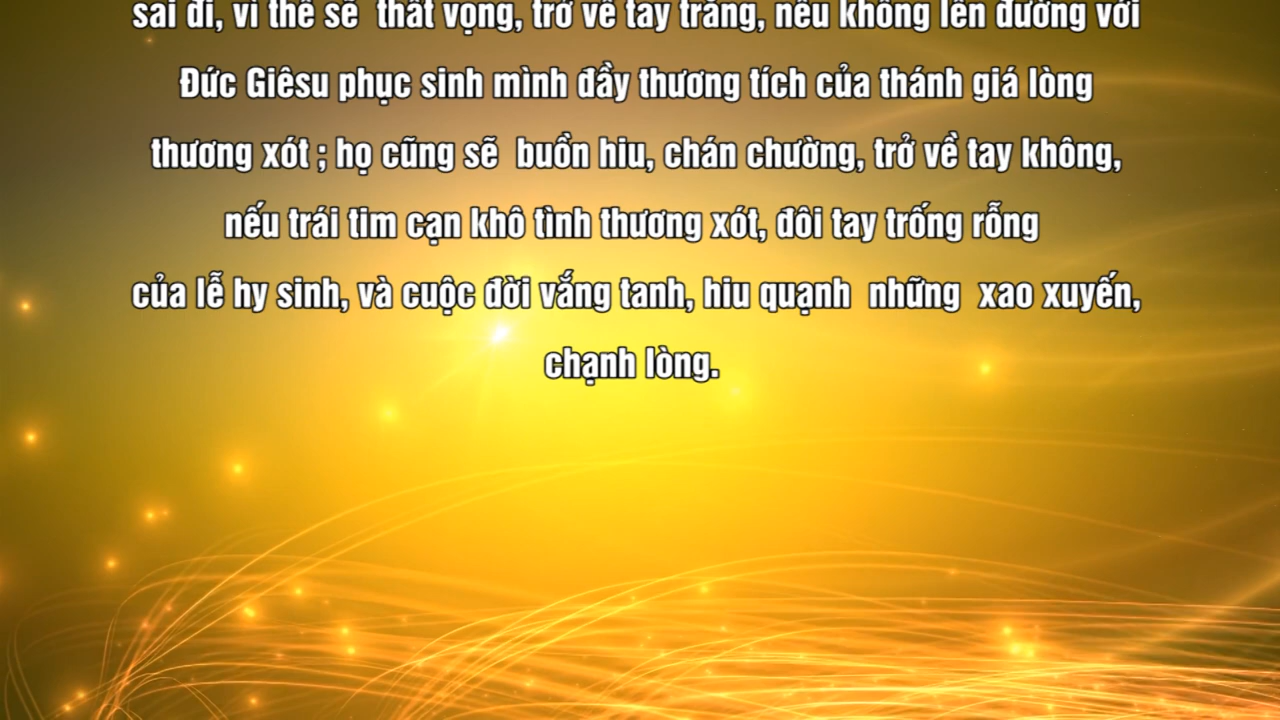 sai đi, vì thế sẽ thất vọng, trở về tay trắng, nếu không lên đường với
Đức Giêsu phục sinh mình đầy thương tích của thánh giá lòng
thương xót ; họ cũng sẽ buồn hiu, chán chường, trở về tay không,
nếu trái tim cạn khô tình thương xót, đôi tay trống rỗng
của lễ hy sinh, và cuộc đời vắng tanh, hiu quạnh những xao xuyến,
chạnh lòng.